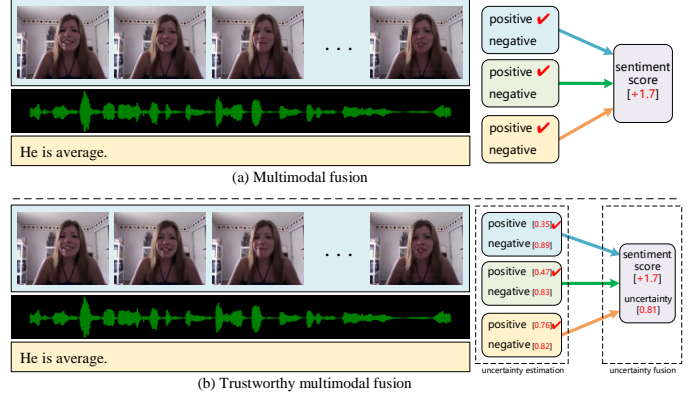 positive ✔
negative
positive ✔
negative
positive ✔
negative
sentiment
score
[+1.7]
He is average.
(a) Multimodal fusion
positive [0.35]✔
negative [0.89]
positive [0.47]✔
negative [0.83]
positive [0.76]✔
negative [0.82]
sentiment
score
[+1.7]
uncertainty
[0.81]
He is average.
uncertainty estimation
uncertainty fusion
(b) Trustworthy multimodal fusion